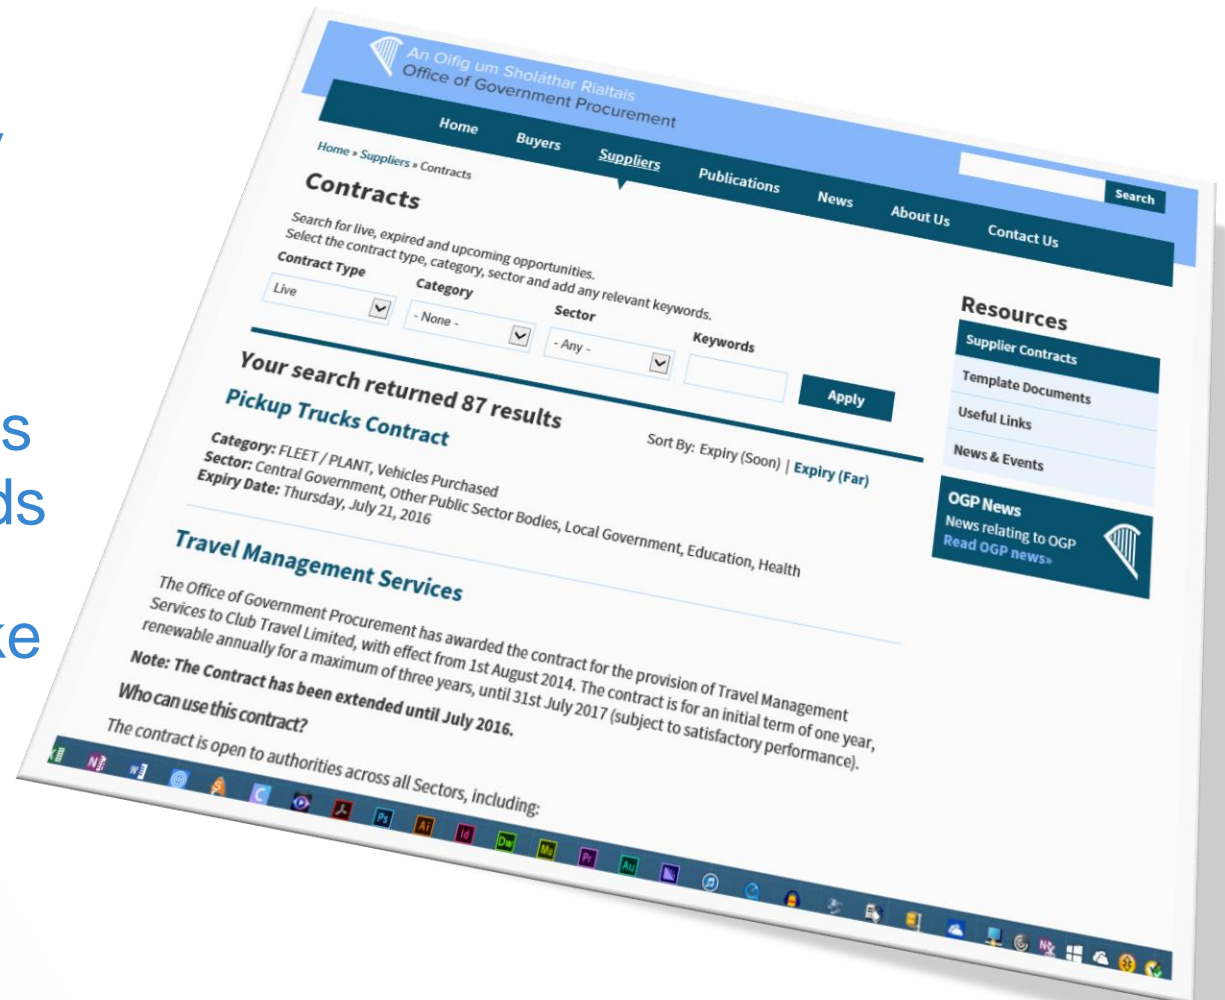 An Oifig um Sholáthar Rialtais
Office of Government Procurement
Search
Home Buyers Suppliers Publications News About Us Contact Us
Home » Suppliers » Contracts
Contracts
Search for live, expired and upcoming opportunities.
Select the contract type, category, sector and add any relevant keywords.
Contract Type Category Sector Keywords
Live - None - - Any - Apply
Your search returned 87 results
Sort By: Expiry (Soon) | Expiry (Far)
Pickup Trucks Contract
Category: FLEET / PLANT, Vehicles Purchased
Sector: Central Government, Other Public Sector Bodies, Local Government, Education, Health
Expiry Date: Thursday, July 21, 2016
Travel Management Services
The Office of Government Procurement has awarded the contract for the provision of Travel Management
Services to Club Travel Limited, with effect from 1st August 2014. The contract is for an initial term of one year,
renewable annually for a maximum of three years, until 31st July 2017 (subject to satisfactory performance).
Note: The Contract has been extended until July 2016.
Who can use this contract?
The contract is open to authorities across all Sectors, including:
Resources
Supplier Contracts
Template Documents
Useful Links
News & Events
OGP News
News relating to OGP
Read OGP news»
Ps
Ai
Id
Dw
Mu
Pr
Au